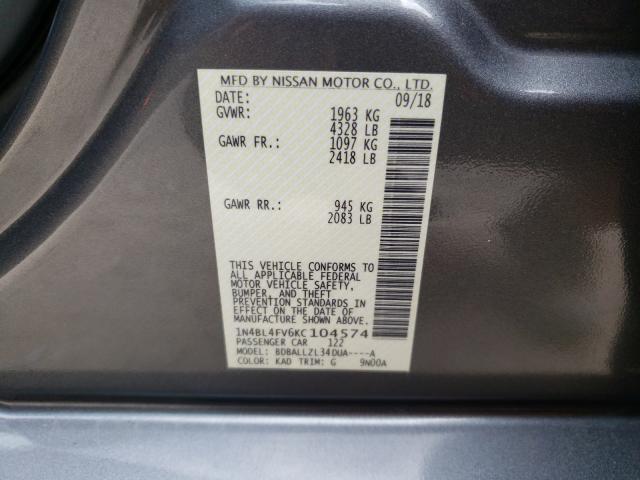 MFD BY NISSAN MOTOR CO., LTD.
DATE: 09/18
GVWR: 1963 KG
4328 LB
GAWR FR.: 1097 KG
2418 LB
GAWR RR.: 945 KG
2083 LB
THIS VEHICLE CONFORMS TO
ALL APPLICABLE FEDERAL
MOTOR VEHICLE SAFETY,
BUMPER, AND THEFT
PREVENTION STANDARDS IN
EFFECT ON THE DATE OF
MANUFACTURE SHOWN ABOVE.
1N4BL4FV6KC104574
PASSENGER CAR 122
MODEL: BDBALLZL34DUA----A
COLOR: KAD TRIM: G 9N00A